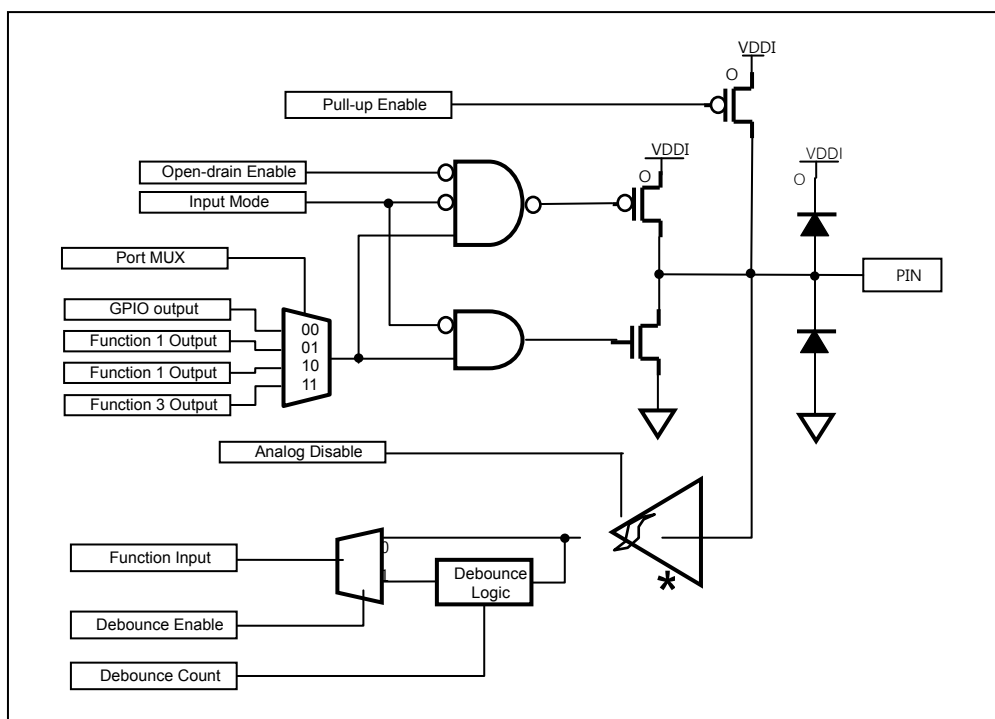 VDDI
O
Pull-up Enable
VDDI
O
VDDI
O
Open-drain Enable
Input Mode
Port MUX
PIN
GPIO output
00
Function 1 Output
01
Function 1 Output
10
Function 3 Output
11
Analog Disable
Function Input
0
1
Debounce
Logic
*
Debounce Enable
Debounce Count